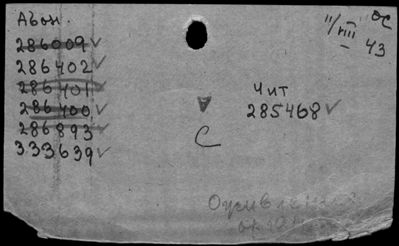 Абон.
286009 ✓
286402 ✓
286401 ✓
286400 ✓
286893 ✓
333639 ✓
А
С
Чит
285468 ✓
11/VIII ОС
43